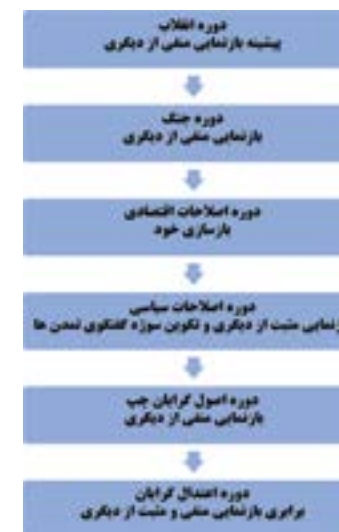 دوره انقلاب
پیشینه بازنمایی منفی از دیگری
دوره جنگ
بازنمایی منفی از دیگری
دوره اصلاحات اقتصادی
بازسازی خود
دوره اصلاحات سیاسی
زنمایی مثبت از دیگری و تکوین سوژه گفتگوی تمدن ها
دوره اصول گرایان چپ
بازنمایی منفی از دیگری
دوره اعتدال گرایان
برابری بازنمایی منفی و مثبت از دیگری